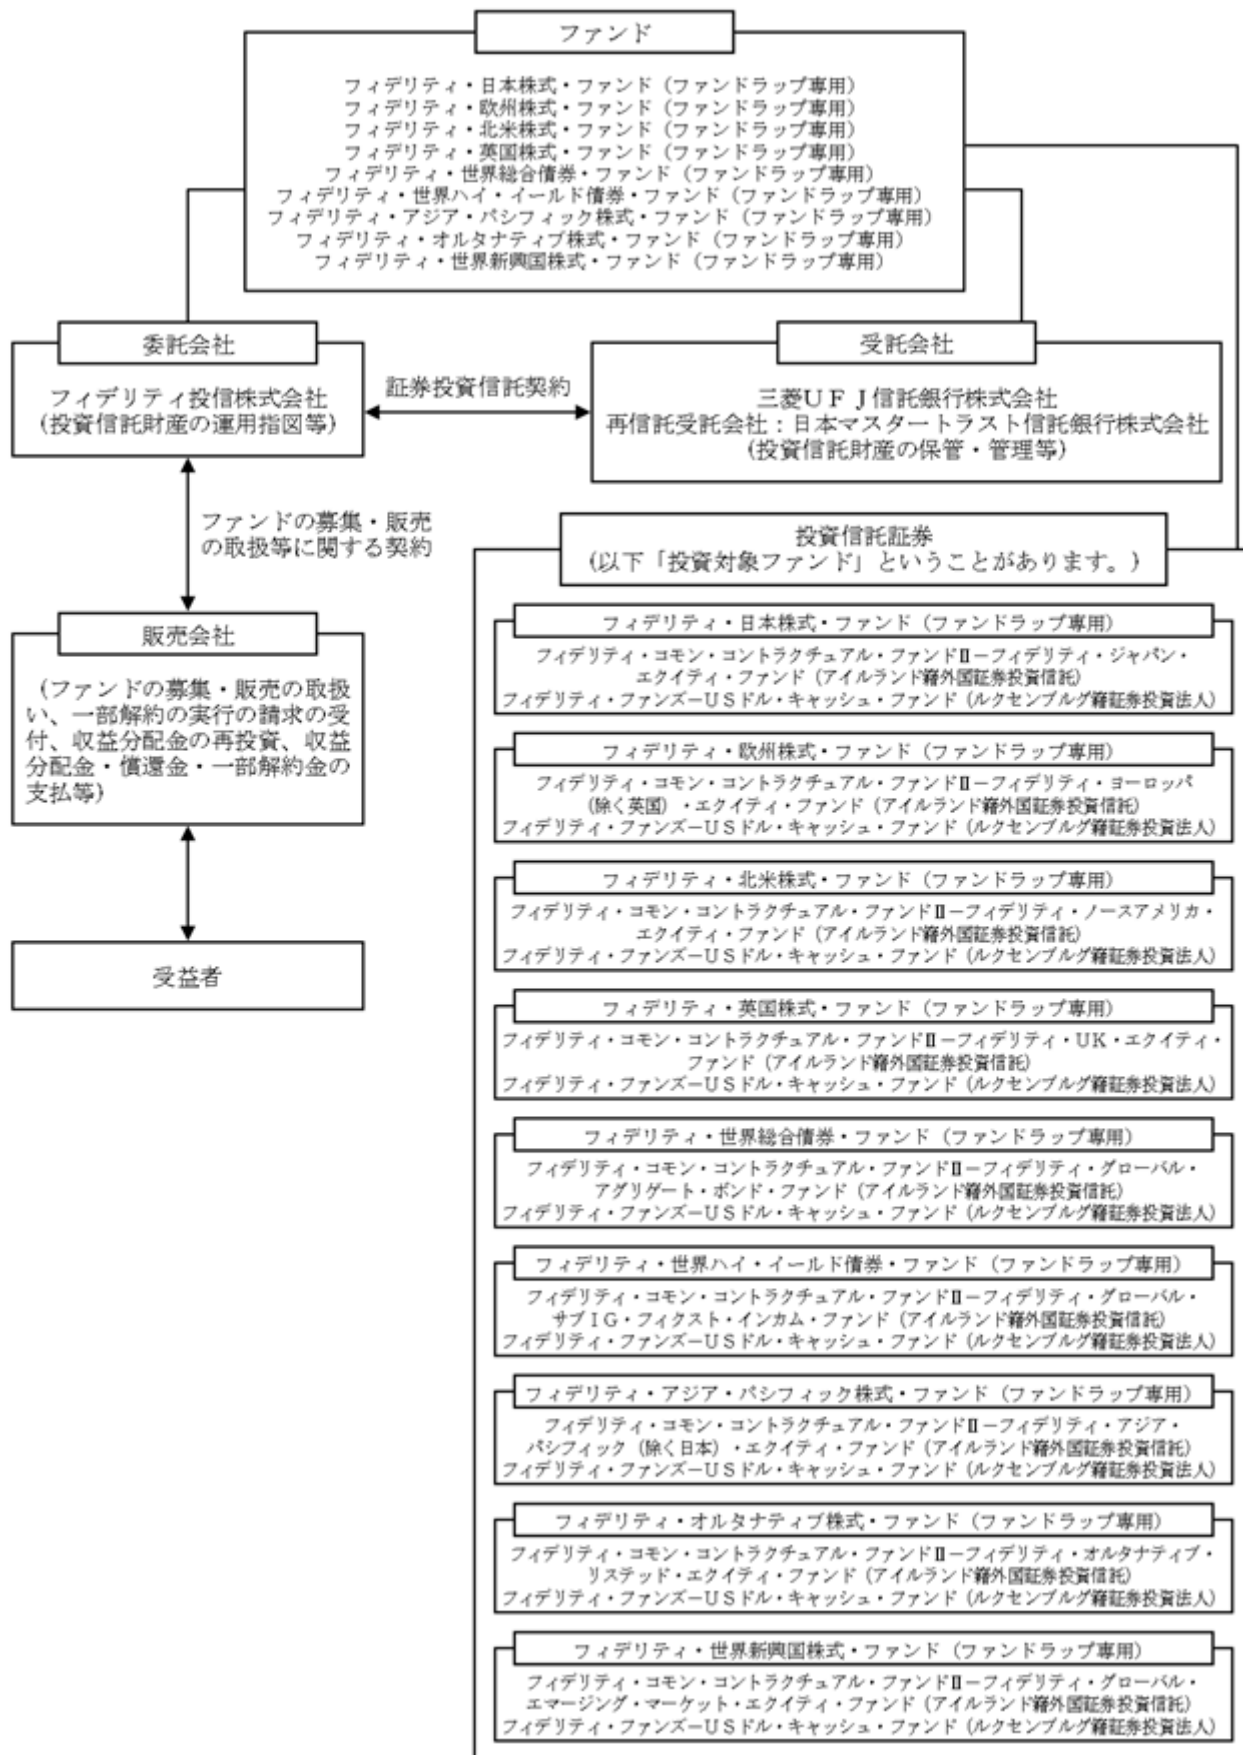 ファンド
フィデリティ・日本株式・ファンド（ファンドラップ専用）
フィデリティ・欧州株式・ファンド（ファンドラップ専用）
フィデリティ・北米株式・ファンド（ファンドラップ専用）
フィデリティ・英国株式・ファンド（ファンドラップ専用）
フィデリティ・世界総合債券・ファンド（ファンドラップ専用）
フィデリティ・世界ハイ・イールド債券・ファンド（ファンドラップ専用）
フィデリティ・アジア・パシフィック株式・ファンド（ファンドラップ専用）
フィデリティ・オルタナティブ株式・ファンド（ファンドラップ専用）
フィデリティ・世界新興国株式・ファンド（ファンドラップ専用）
委託会社
フィデリティ投信株式会社
（投資信託財産の運用指図等）
証券投資信託契約
受託会社
三菱ＵＦＪ信託銀行株式会社
再信託受託会社：日本マスタートラスト信託銀行株式会社
（投資信託財産の保管・管理等）
ファンドの募集・販売
の取扱等に関する契約
販売会社
（ファンドの募集・販売の取扱
い、一部解約の実行の請求の受
付、収益分配金の再投資、収益
分配金・償還金・一部解約金の
支払等）
受益者
投資信託証券
（以下「投資対象ファンド」ということがあります。）
フィデリティ・日本株式・ファンド（ファンドラップ専用）
フィデリティ・コモン・コントラクチュアル・ファンドⅡ－フィデリティ・ジャパン・
エクイティ・ファンド（アイルランド籍外国証券投資信託）
フィデリティ・ファンズ－ＵＳドル・キャッシュ・ファンド（ルクセンブルグ籍証券投資法人）
フィデリティ・欧州株式・ファンド（ファンドラップ専用）
フィデリティ・コモン・コントラクチュアル・ファンドⅡ－フィデリティ・ヨーロッパ
（除く英国）・エクイティ・ファンド（アイルランド籍外国証券投資信託）
フィデリティ・ファンズ－ＵＳドル・キャッシュ・ファンド（ルクセンブルグ籍証券投資法人）
フィデリティ・北米株式・ファンド（ファンドラップ専用）
フィデリティ・コモン・コントラクチュアル・ファンドⅡ－フィデリティ・ノースアメリカ・
エクイティ・ファンド（アイルランド籍外国証券投資信託）
フィデリティ・ファンズ－ＵＳドル・キャッシュ・ファンド（ルクセンブルグ籍証券投資法人）
フィデリティ・英国株式・ファンド（ファンドラップ専用）
フィデリティ・コモン・コントラクチュアル・ファンドⅡ－フィデリティ・ＵＫ・エクイティ・
ファンド（アイルランド籍外国証券投資信託）
フィデリティ・ファンズ－ＵＳドル・キャッシュ・ファンド（ルクセンブルグ籍証券投資法人）
フィデリティ・世界総合債券・ファンド（ファンドラップ専用）
フィデリティ・コモン・コントラクチュアル・ファンドⅡ－フィデリティ・グローバル・
アグリゲート・ボンド・ファンド（アイルランド籍外国証券投資信託）
フィデリティ・ファンズ－ＵＳドル・キャッシュ・ファンド（ルクセンブルグ籍証券投資法人）
フィデリティ・世界ハイ・イールド債券・ファンド（ファンドラップ専用）
フィデリティ・コモン・コントラクチュアル・ファンドⅡ－フィデリティ・グローバル・
サブＩＧ・フィクスト・インカム・ファンド（アイルランド籍外国証券投資信託）
フィデリティ・ファンズ－ＵＳドル・キャッシュ・ファンド（ルクセンブルグ籍証券投資法人）
フィデリティ・アジア・パシフィック株式・ファンド（ファンドラップ専用）
フィデリティ・コモン・コントラクチュアル・ファンドⅡ－フィデリティ・アジア・
パシフィック（除く日本）・エクイティ・ファンド（アイルランド籍外国証券投資信託）
フィデリティ・ファンズ－ＵＳドル・キャッシュ・ファンド（ルクセンブルグ籍証券投資法人）
フィデリティ・オルタナティブ株式・ファンド（ファンドラップ専用）
フィデリティ・コモン・コントラクチュアル・ファンドⅡ－フィデリティ・オルタナティブ・
リステッド・エクイティ・ファンド（アイルランド籍外国証券投資信託）
フィデリティ・ファンズ－ＵＳドル・キャッシュ・ファンド（ルクセンブルグ籍証券投資法人）
フィデリティ・世界新興国株式・ファンド（ファンドラップ専用）
フィデリティ・コモン・コントラクチュアル・ファンドⅡ－フィデリティ・グローバル・
エマージング・マーケット・エクイティ・ファンド（アイルランド籍外国証券投資信託）
フィデリティ・ファンズ－ＵＳドル・キャッシュ・ファンド（ルクセンブルグ籍証券投資法人）